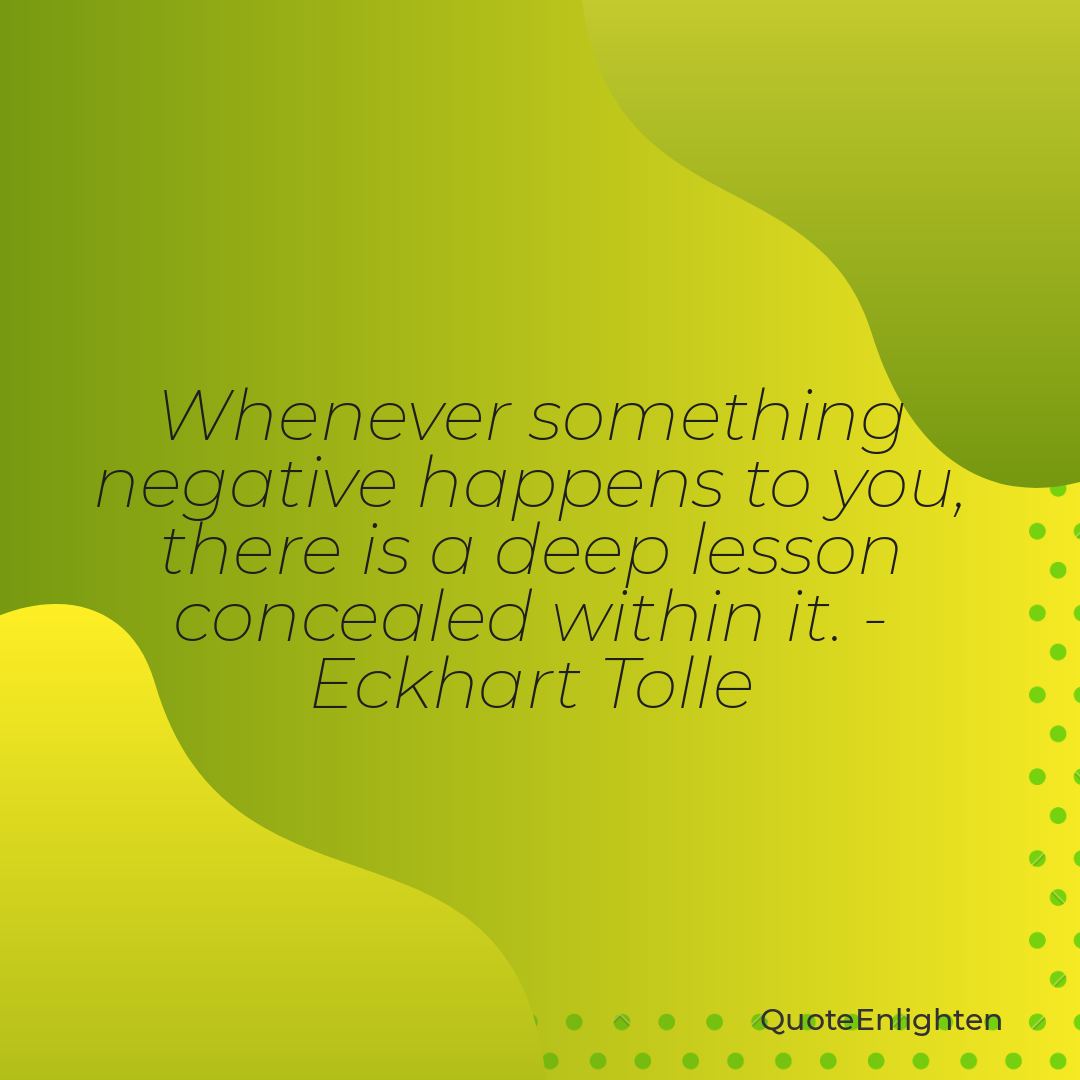 Whenever something
negative happens to you,
there is a deep lesson
concealed within it. -
Eckhart Tolle
QuoteEnlighten